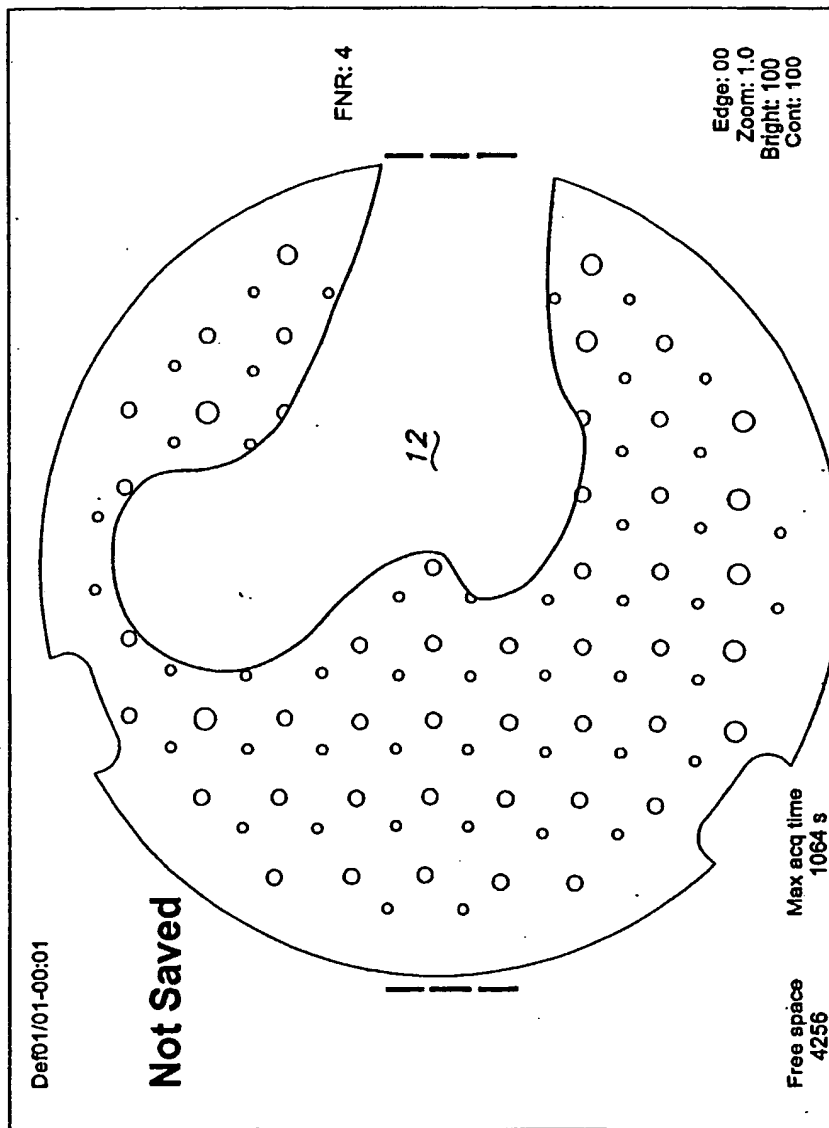 Def01/01-00:01
FNR: 4
Not Saved
12
Free space
4256
Max acq time
1064 s
Edge: 00
Zoom: 1.0
Bright: 100
Cont: 100